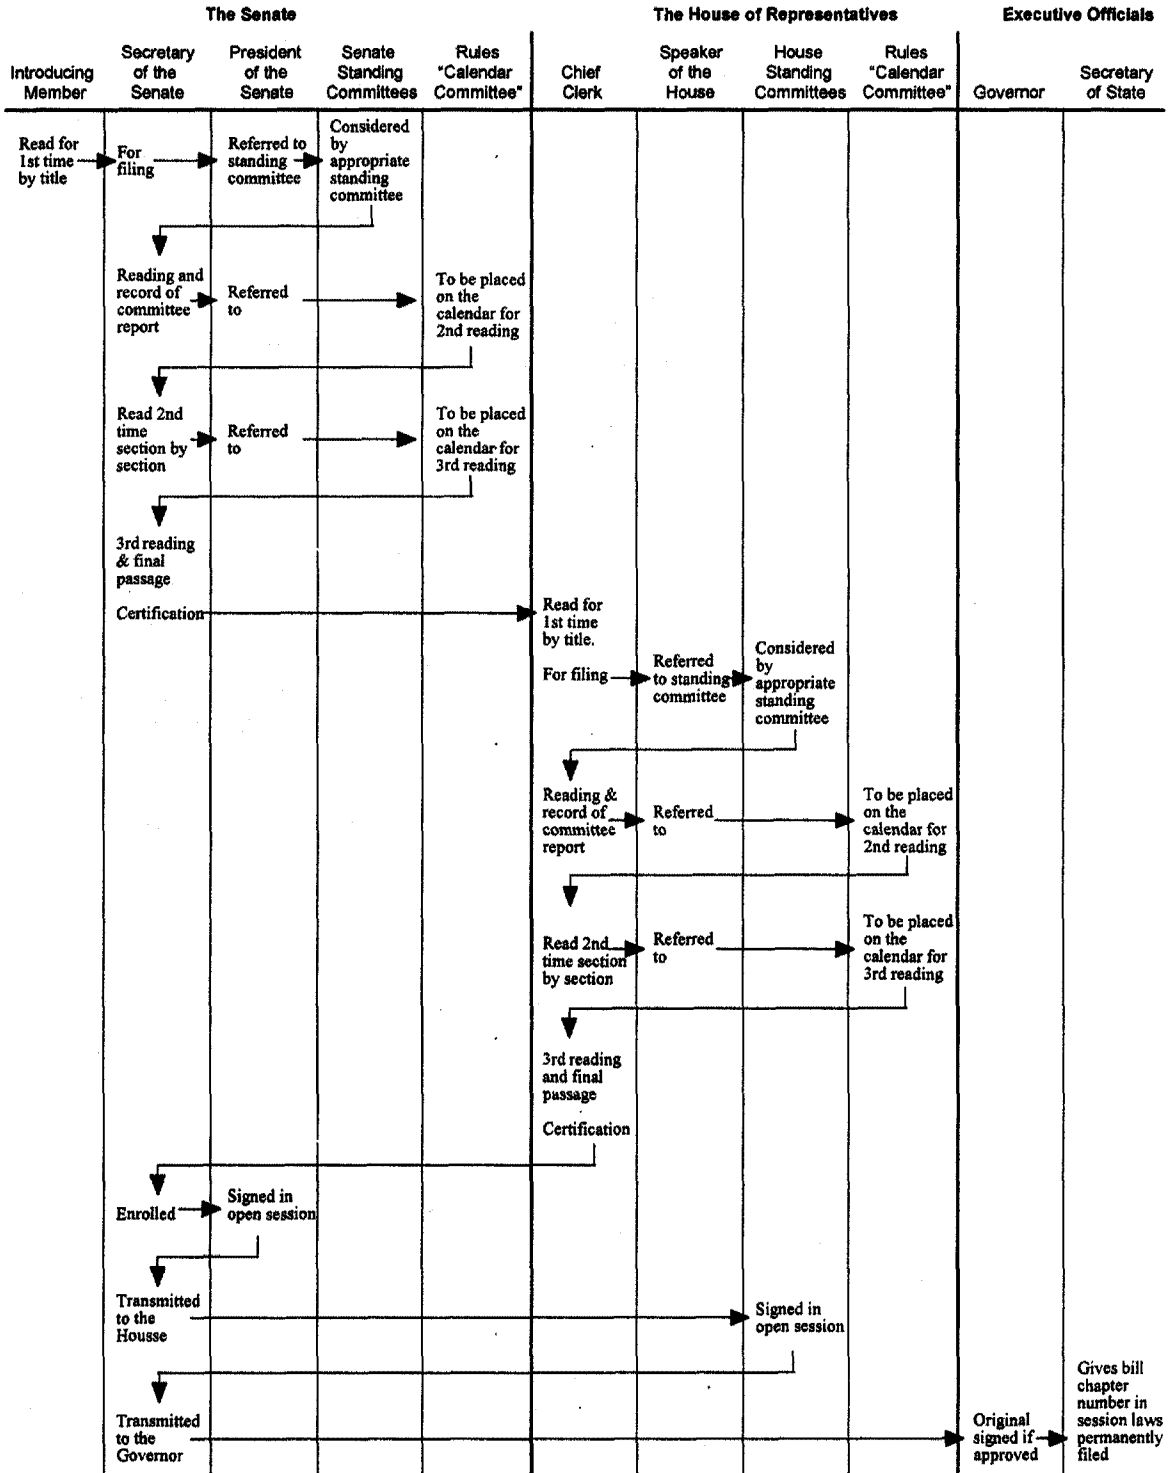 The Senate
The House of Representatives
Executive Officials
Introducing
Member
Secretary
of the
Senate
President
of the
Senate
Senate
Standing
Committees
Rules
"Calendar
Committee"
Chief
Clerk
Speaker
of the
House
House
Standing
Committees
Rules
"Calendar
Committee"
Governor
Secretary
of State
Read for
1st time
by title
For
filing
Referred to
standing
committee
Considered
by
appropriate
standing
committee
Reading and
record of
committee
report
Referred
to
To be placed
on the
calendar for
2nd reading
Read 2nd
time
section by
section
Referred
to
To be placed
on the
calendar for
3rd reading
3rd reading
& final
passage
Certification
Read for
1st time
by title.
For filing
Referred
to standing
committee
Considered
by
appropriate
standing
committee
Reading &
record of
committee
report
Referred
to
To be placed
on the
calendar for
2nd reading
Read 2nd
time section
by section
Referred
to
To be placed
on the
calendar for
3rd reading
3rd reading
and final
passage
Certification
Enrolled
Signed in
open session
Transmitted
to the
Housse
Signed in
open session
Transmitted
to the
Governor
Original
signed if
approved
Gives bill
chapter
number in
session laws
permanently
filed